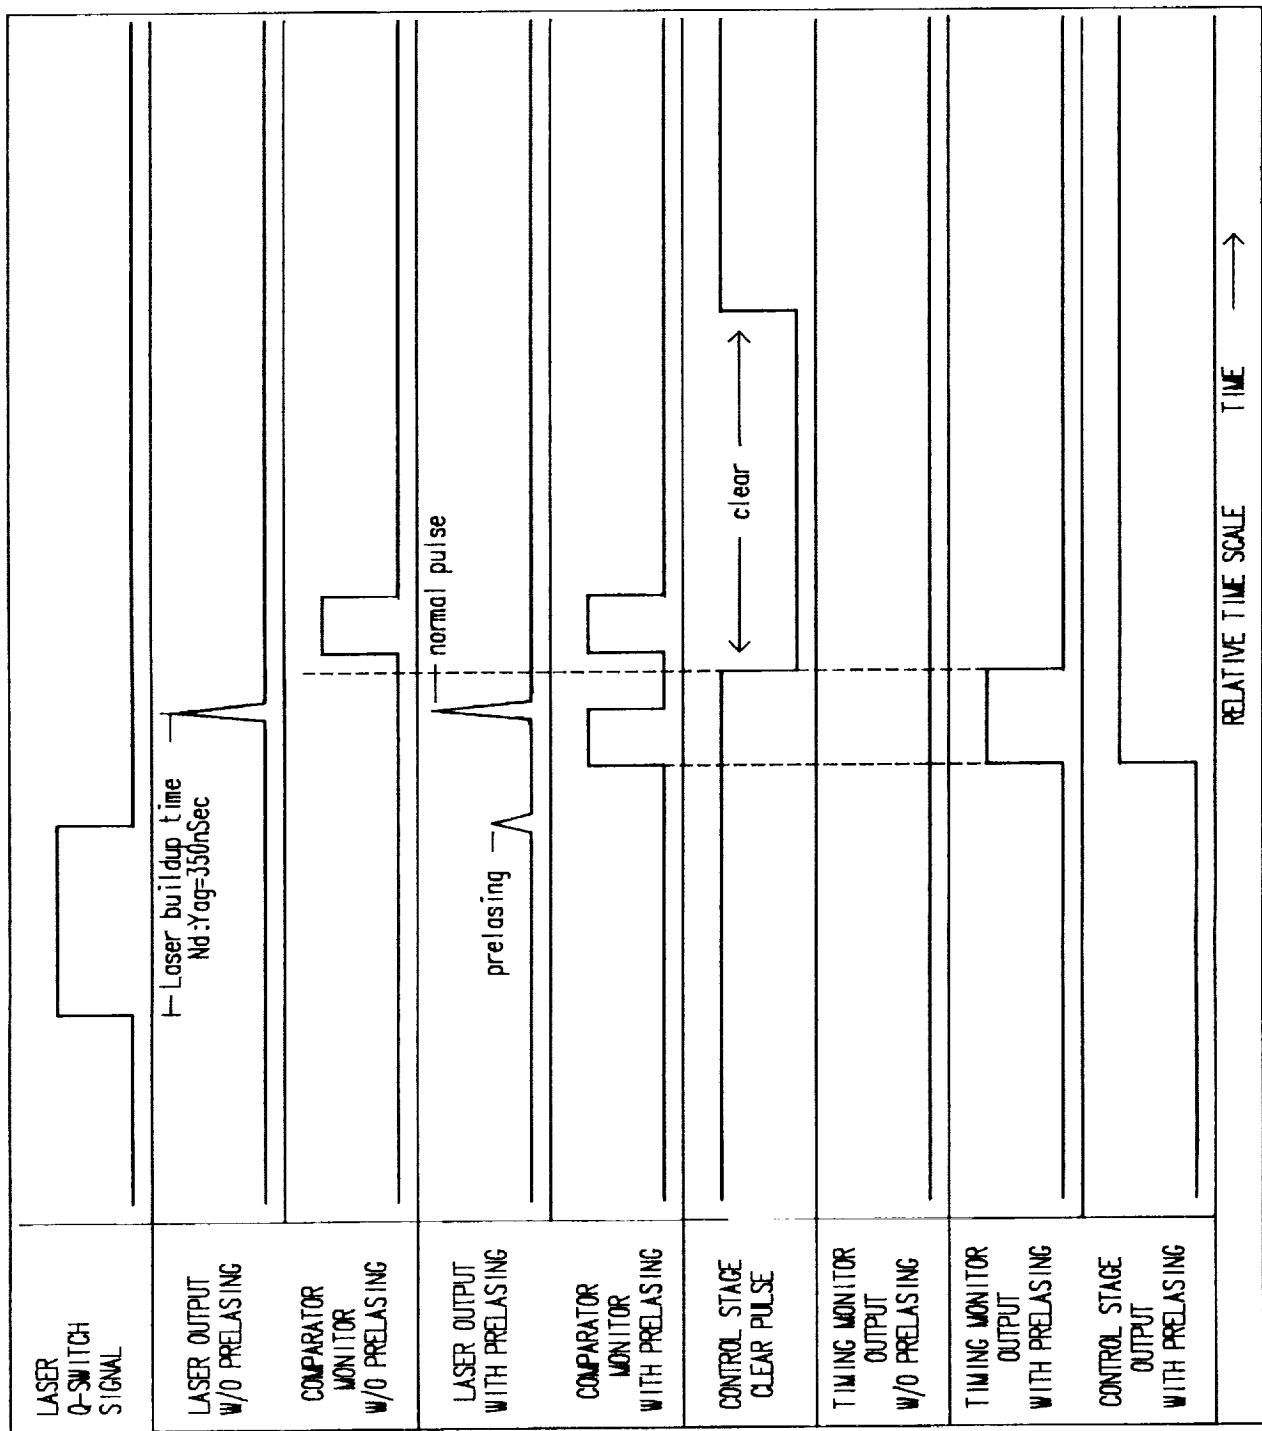 LASER
Q-SWITCH
SIGNAL
Laser buildup time
Nd:Yag=350nSec
LASER OUTPUT
W/O PRELASING
COMPARATOR
MONITOR
W/O PRELASING
normal pulse
prelasing
LASER OUTPUT
WITH PRELASING
COMPARATOR
MONITOR
WITH PRELASING
clear
CONTROL STAGE
CLEAR PULSE
TIMING MONITOR
OUTPUT
W/O PRELASING
TIMING MONITOR
OUTPUT
WITH PRELASING
CONTROL STAGE
OUTPUT
WITH PRELASING
RELATIVE TIME SCALE TIME